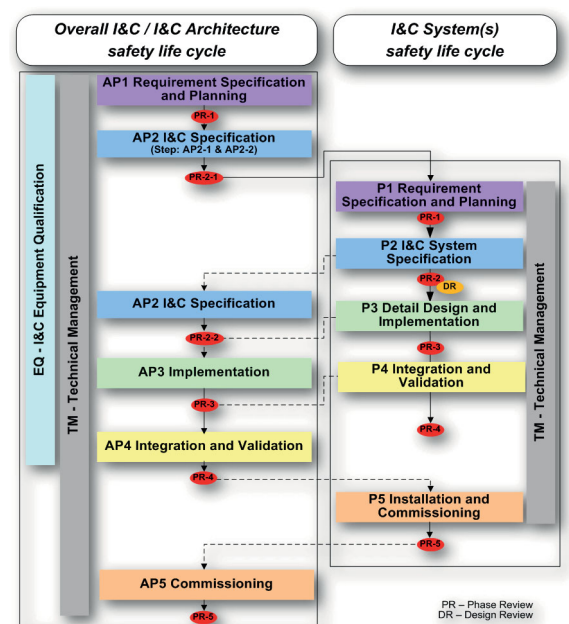 Overall I&C / I&C Architecture
safety life cycle
I&C System(s)
safety life cycle
EQ - I&C Equipment Qualification
TM - Technical Management
AP1 Requirement Specification
and Planning
PR-1
AP2 I&C Specification
(Step: AP2-1 & AP2-2)
PR-2-1
P1 Requirement
Specification and Planning
PR-1
P2 I&C System
Specification
PR-2
DR
AP2 I&C Specification
PR-2-2
P3 Detail Design and
Implementation
PR-3
AP3 Implementation
PR-3
P4 Integration and
Validation
PR-4
AP4 Integration and Validation
PR-4
P5 Installation and
Commissioning
PR-5
TM - Technical Management
AP5 Commissioning
PR-5
PR – Phase Review
DR – Design Review